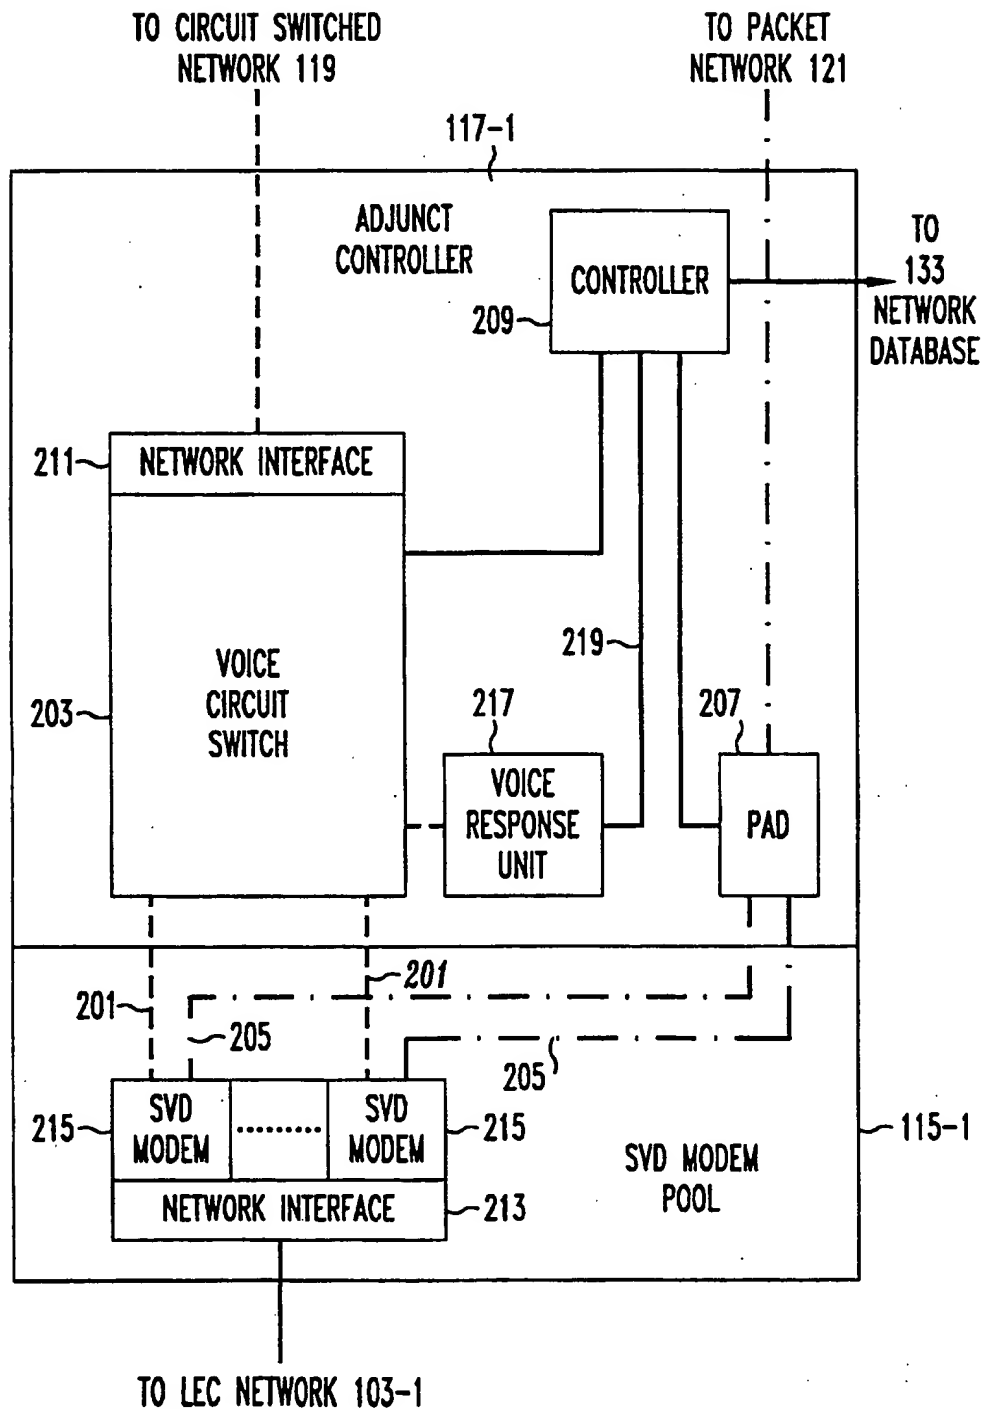 TO CIRCUIT SWITCHED
NETWORK 119
TO PACKET
NETWORK 121
117-1
ADJUNCT
CONTROLLER
CONTROLLER
209
TO
133
NETWORK
DATABASE
211
NETWORK INTERFACE
203
VOICE
CIRCUIT
SWITCH
219
217
207
VOICE
RESPONSE
UNIT
PAD
201
201
205
205
215
SVD
MODEM
.........
SVD
MODEM
215
115-1
SVD MODEM
POOL
NETWORK INTERFACE
213
TO LEC NETWORK 103-1